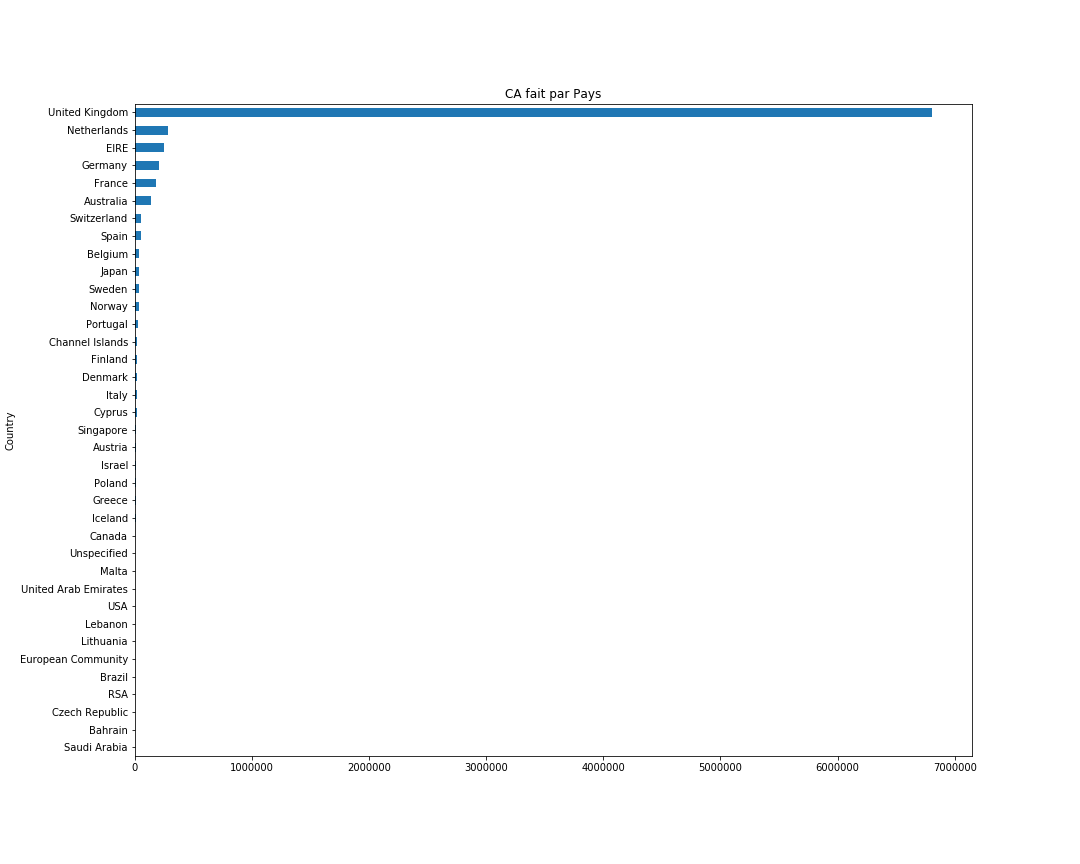 CA fait par Pays
United Kingdom
Netherlands
EIRE
Germany
France
Australia
Switzerland
Spain
Belgium
Japan
Sweden
Norway
Portugal
Channel Islands
Finland
Denmark
Italy
Cyprus
Singapore
Austria
Israel
Poland
Greece
Iceland
Canada
Unspecified
Malta
United Arab Emirates
USA
Lebanon
Lithuania
European Community
Brazil
RSA
Czech Republic
Bahrain
Saudi Arabia
Country
0 1000000 2000000 3000000 4000000 5000000 6000000 7000000